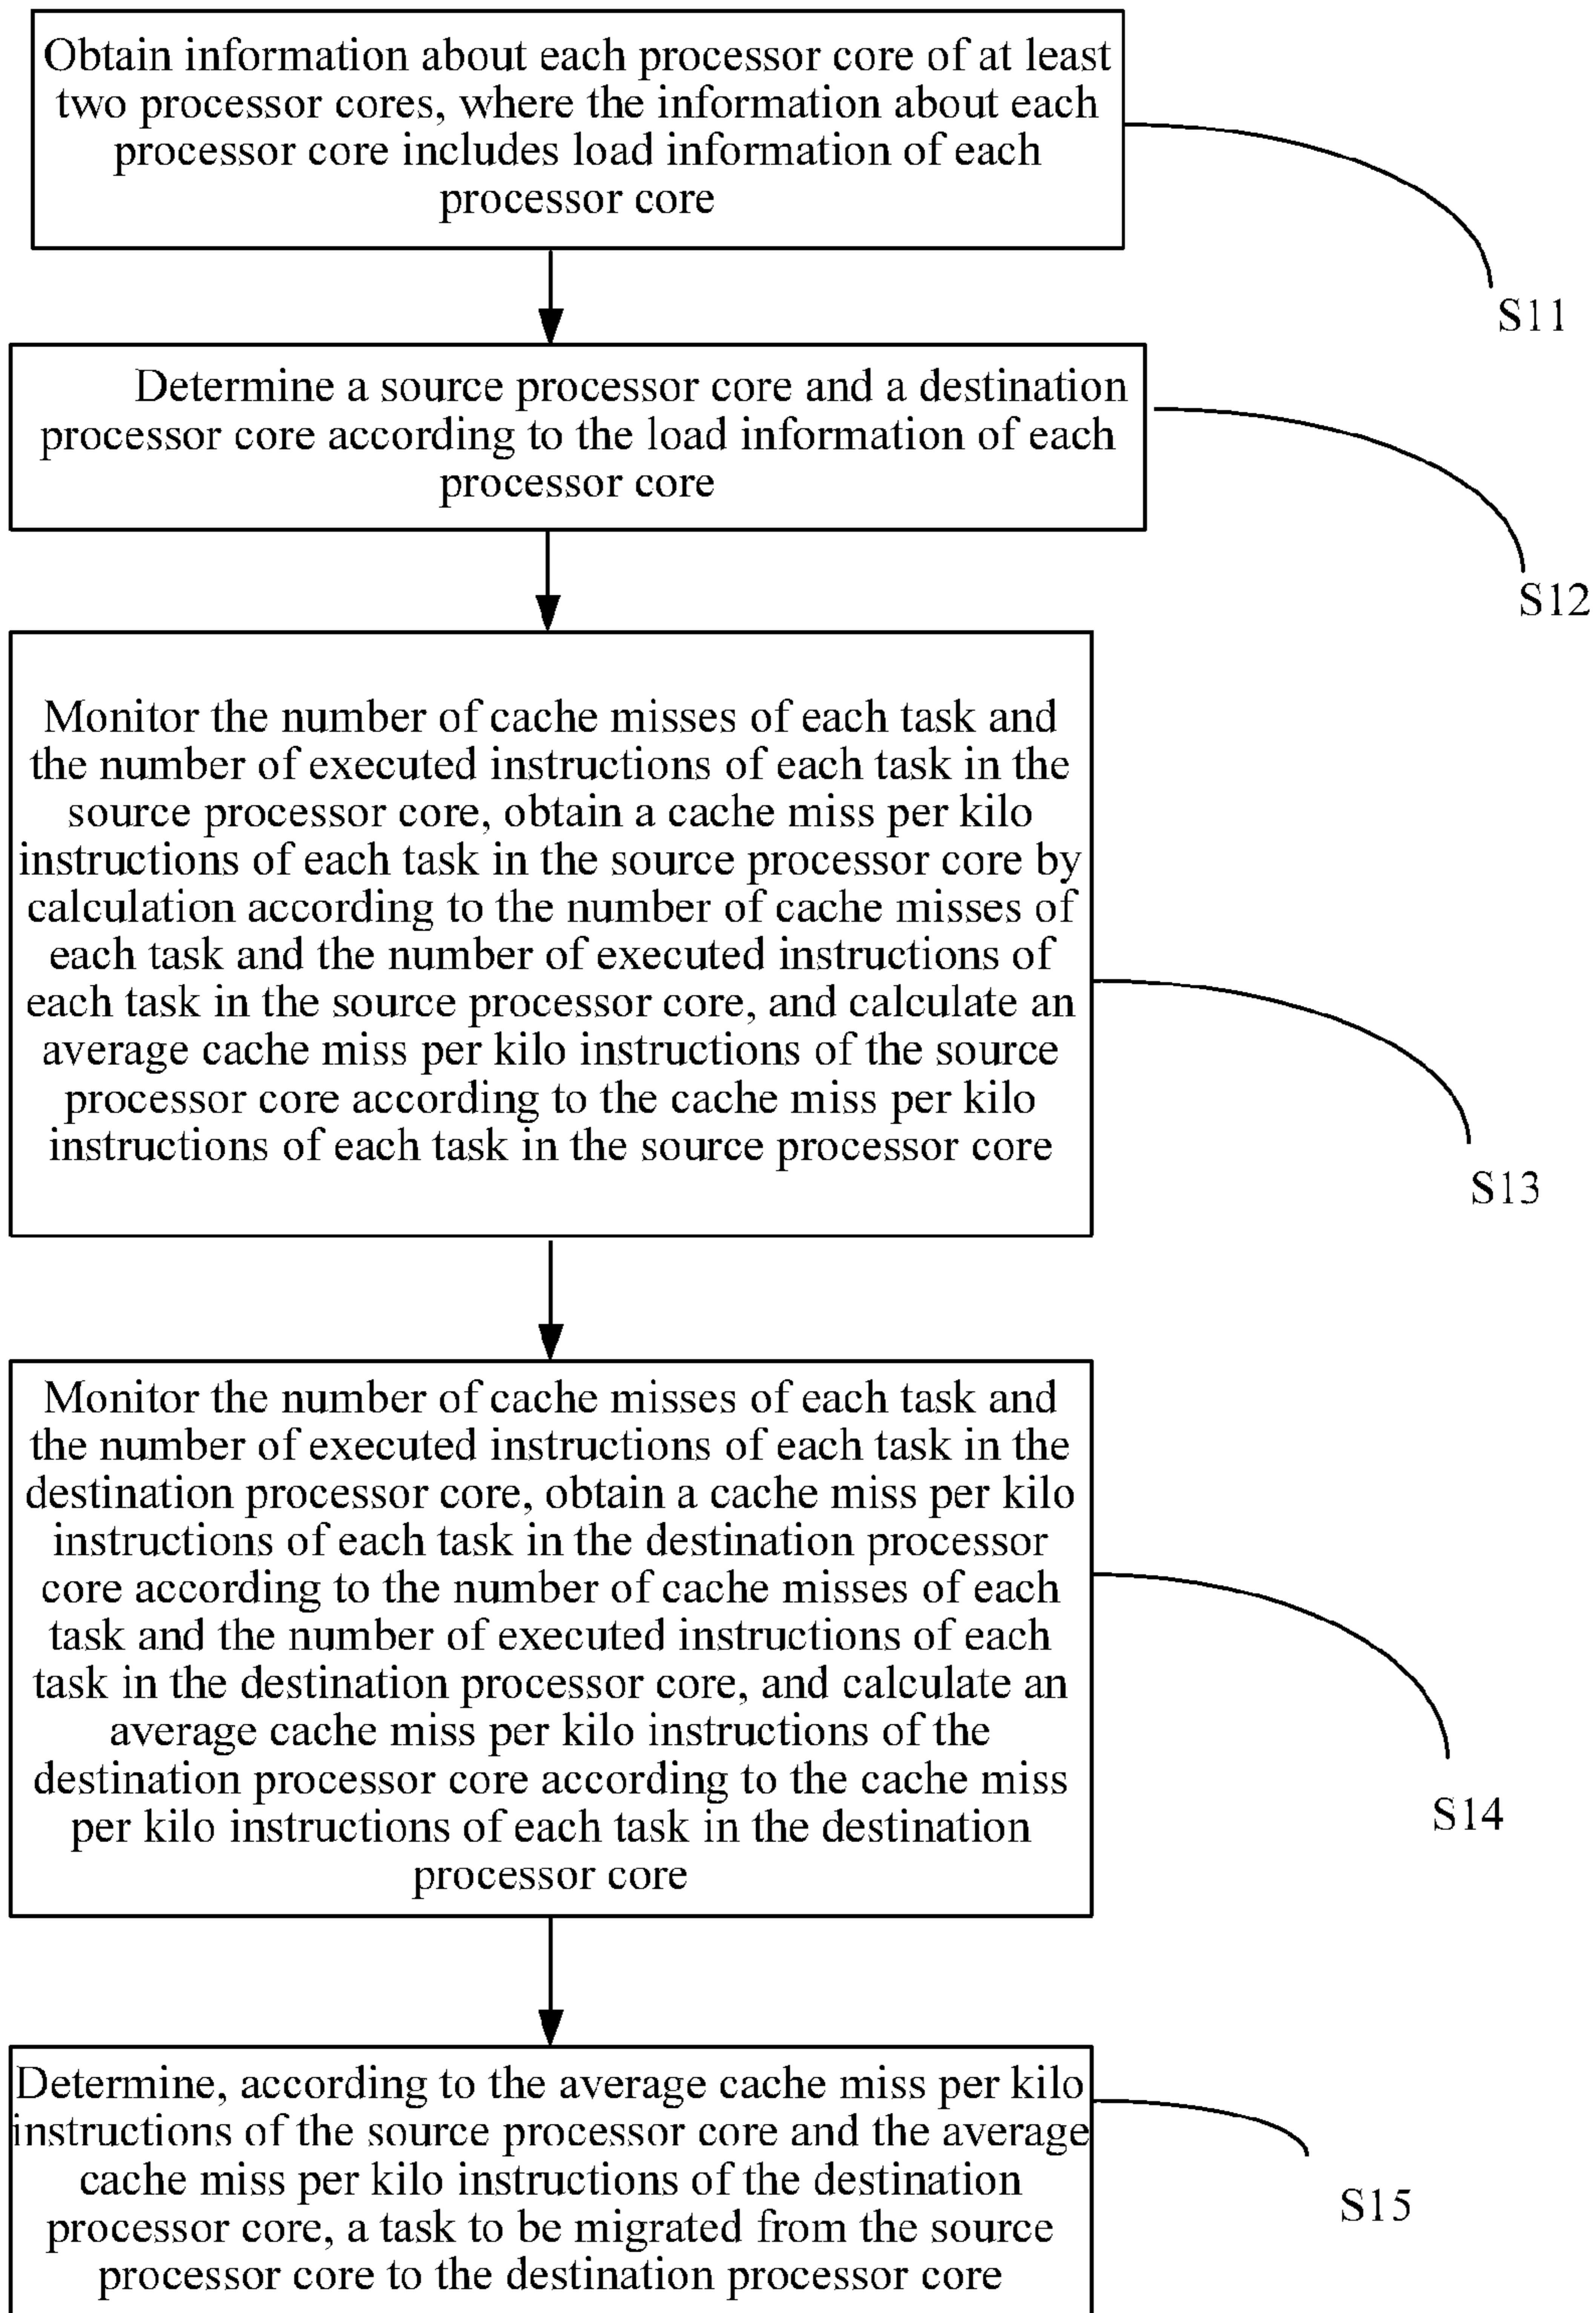 Obtain information about each processor core of at least
two processor cores, where the information about each
processor core includes load information of each
processor core
S11
Determine a source processor core and a destination
processor core according to the load information of each
processor core
S12
Monitor the number of cache misses of each task and
the number of executed instructions of each task in the
source processor core, obtain a cache miss per kilo
instructions of each task in the source processor core by
calculation according to the number of cache misses of
each task and the number of executed instructions of
each task in the source processor core, and calculate an
average cache miss per kilo instructions of the source
processor core according to the cache miss per kilo
instructions of each task in the source processor core
S13
Monitor the number of cache misses of each task and
the number of executed instructions of each task in the
destination processor core, obtain a cache miss per kilo
instructions of each task in the destination processor
core according to the number of cache misses of each
task and the number of executed instructions of each
task in the destination processor core, and calculate an
average cache miss per kilo instructions of the
destination processor core according to the cache miss
per kilo instructions of each task in the destination
processor core
S14
Determine, according to the average cache miss per kilo
instructions of the source processor core and the average
cache miss per kilo instructions of the destination
processor core, a task to be migrated from the source
processor core to the destination processor core
S15